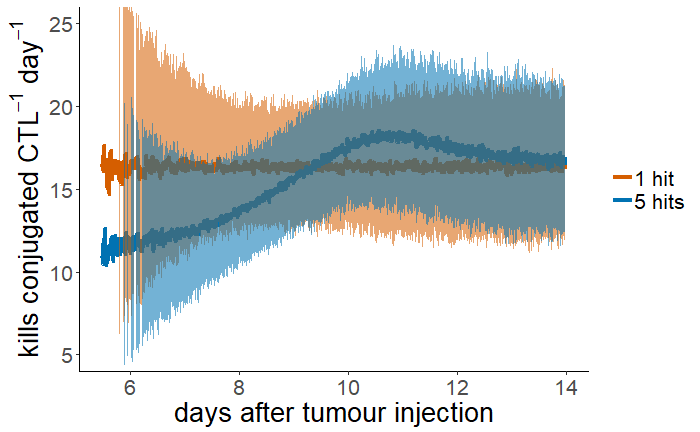 kills conjugated CTL⁻¹ day⁻¹
25
20
15
10
5
6 8 10 12 14
days after tumour injection
1 hit
5 hits